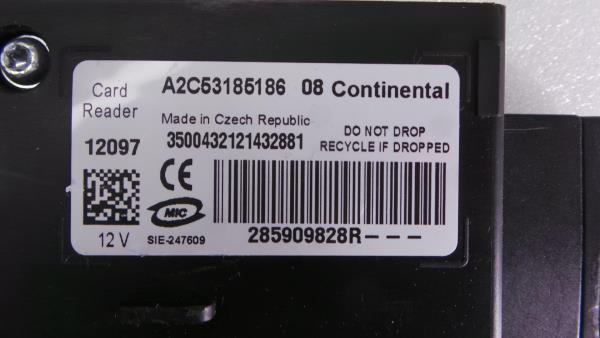 Card Reader
A2C53185186 08 Continental
Made in Czech Republic
12097
3500432121432881
DO NOT DROP
RECYCLE IF DROPPED
CE
MIC
12 V
SIE-247609
285909828R---